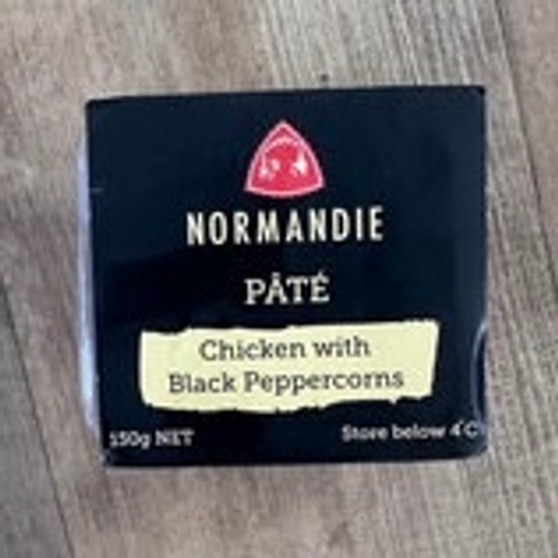 NORMANDIE
PÂTÉ
Chicken with
Black Peppercorns
150g NET
Store below 4°C